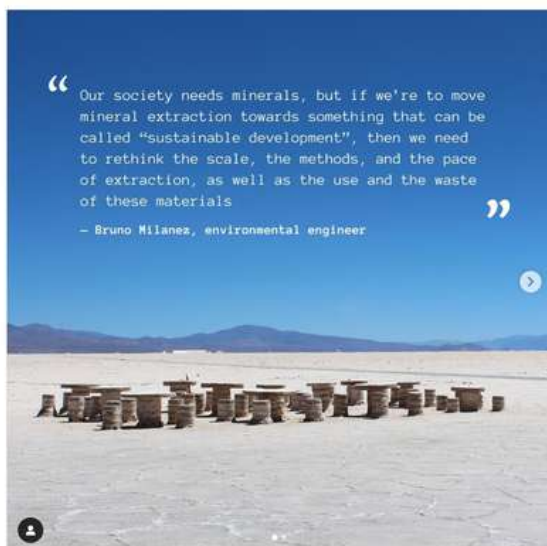 “
Our society needs minerals, but if we're to move
mineral extraction towards something that can be
called “sustainable development”, then we need
to rethink the scale, the methods, and the pace
of extraction, as well as the use and the waste
of these materials
”
— Bruno Milanez, environmental engineer